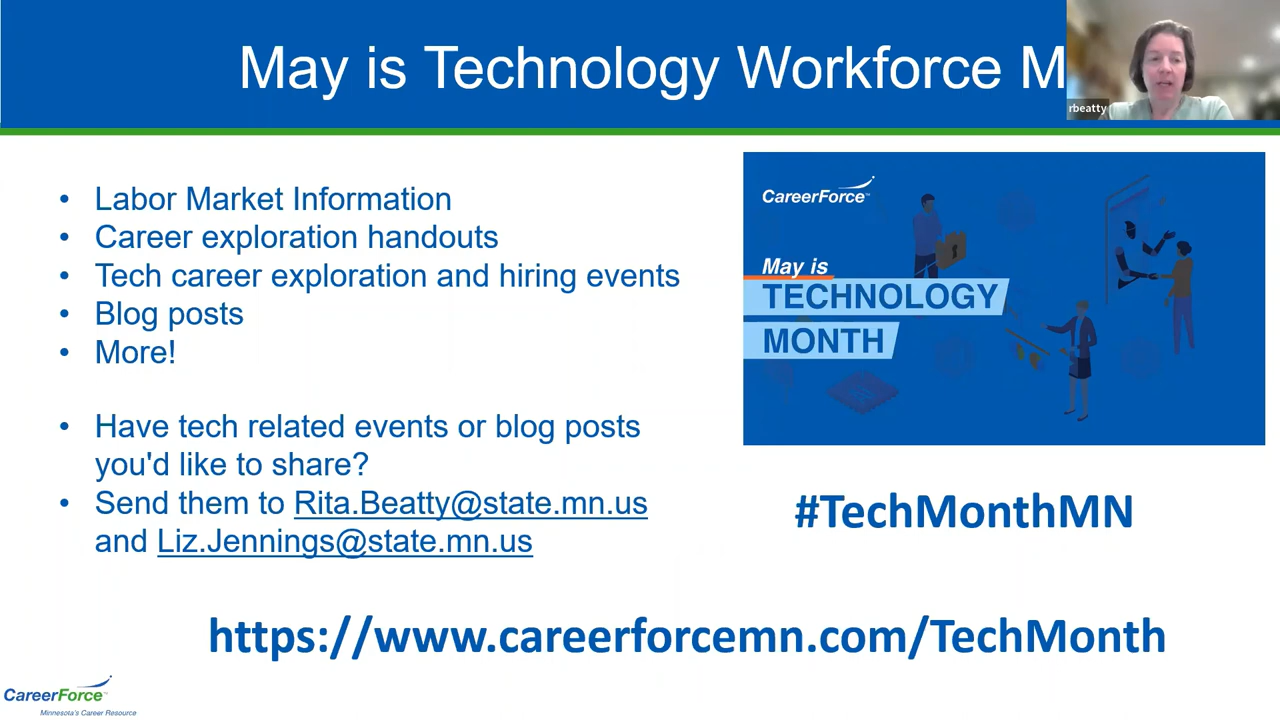 May is Technology Workforce M
rbeatty
• Labor Market Information
• Career exploration handouts
• Tech career exploration and hiring events
• Blog posts
• More!
• Have tech related events or blog posts
you'd like to share?
• Send them to Rita.Beatty@state.mn.us
and Liz.Jennings@state.mn.us
CareerForce™
May is
TECHNOLOGY
MONTH
#TechMonthMN
https://www.careerforcemn.com/TechMonth
CareerForce™
Minnesota's Career Resource